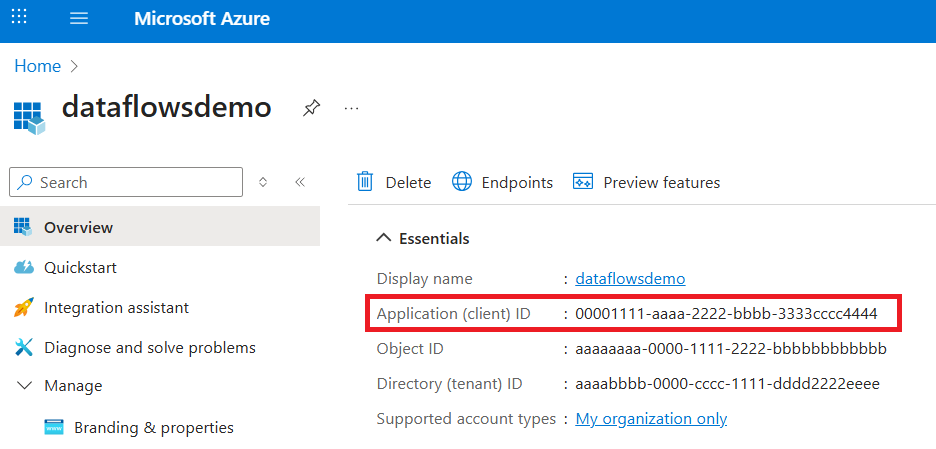 Microsoft Azure
Home
dataflowsdemo
Search
Delete Endpoints Preview features
Overview
Quickstart
Integration assistant
Diagnose and solve problems
Manage
www
Branding & properties
Essentials
Display name : dataflowsdemo
Application (client) ID : 00001111-aaaa-2222-bbbb-3333cccc4444
Object ID : aaaaaaaa-0000-1111-2222-bbbbbbbbbbbb
Directory (tenant) ID : aaaabbbb-0000-cccc-1111-dddd2222eeee
Supported account types : My organization only